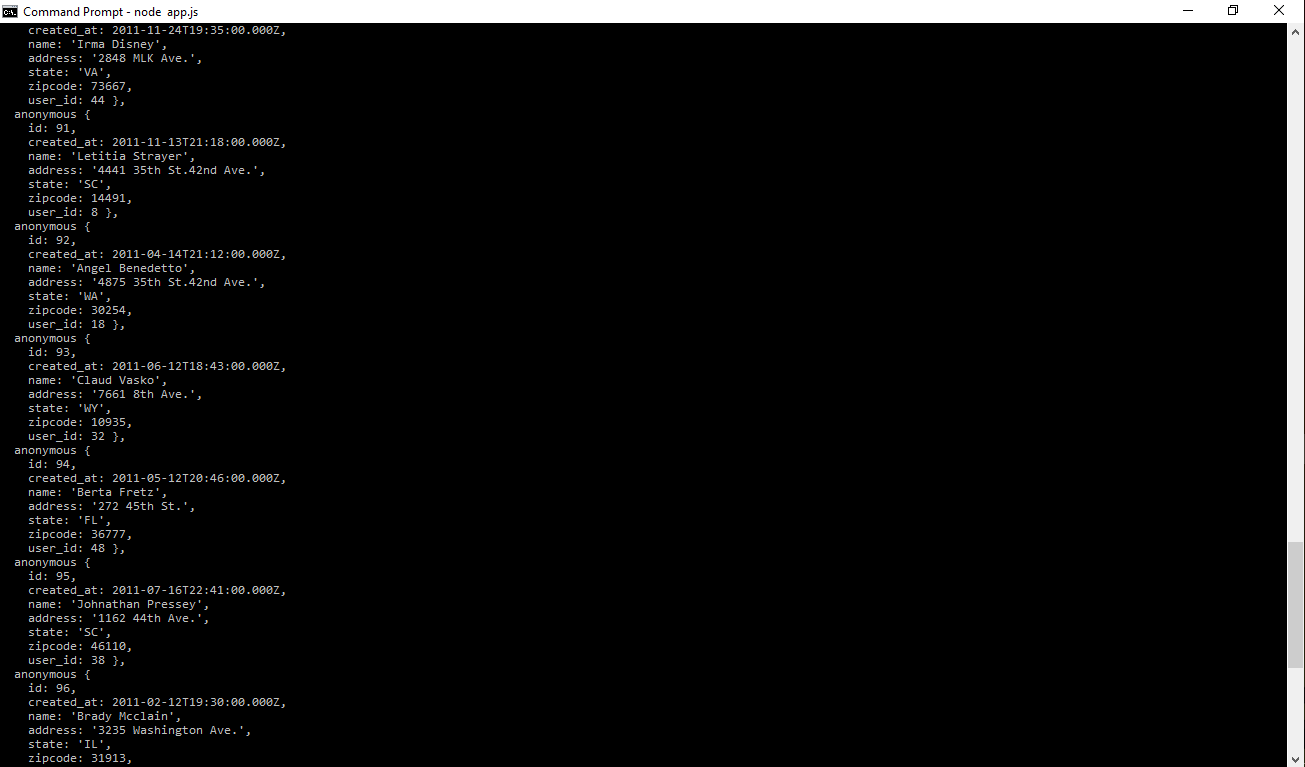 Command Prompt - node app.js
created_at: 2011-11-24T19:35:00.000Z,
name: 'Irma Disney',
address: '2848 MLK Ave.',
state: 'VA',
zipcode: 73667,
user_id: 44 },
anonymous {
id: 91,
created_at: 2011-11-13T21:18:00.000Z,
name: 'Letitia Strayer',
address: '4441 35th St.42nd Ave.',
state: 'SC',
zipcode: 14491,
user_id: 8 },
anonymous {
id: 92,
created_at: 2011-04-14T21:12:00.000Z,
name: 'Angel Benedetto',
address: '4875 35th St.42nd Ave.',
state: 'WA',
zipcode: 30254,
user_id: 18 },
anonymous {
id: 93,
created_at: 2011-06-12T18:43:00.000Z,
name: 'Claud Vasko',
address: '7661 8th Ave.',
state: 'WY',
zipcode: 10935,
user_id: 32 },
anonymous {
id: 94,
created_at: 2011-05-12T20:46:00.000Z,
name: 'Berta Fretz',
address: '272 45th St.',
state: 'FL',
zipcode: 36777,
user_id: 48 },
anonymous {
id: 95,
created_at: 2011-07-16T22:41:00.000Z,
name: 'Johnathan Pressey',
address: '1162 44th Ave.',
state: 'SC',
zipcode: 46110,
user_id: 38 },
anonymous {
id: 96,
created_at: 2011-02-12T19:30:00.000Z,
name: 'Brady Mcclain',
address: '3235 Washington Ave.',
state: 'IL',
zipcode: 31913,